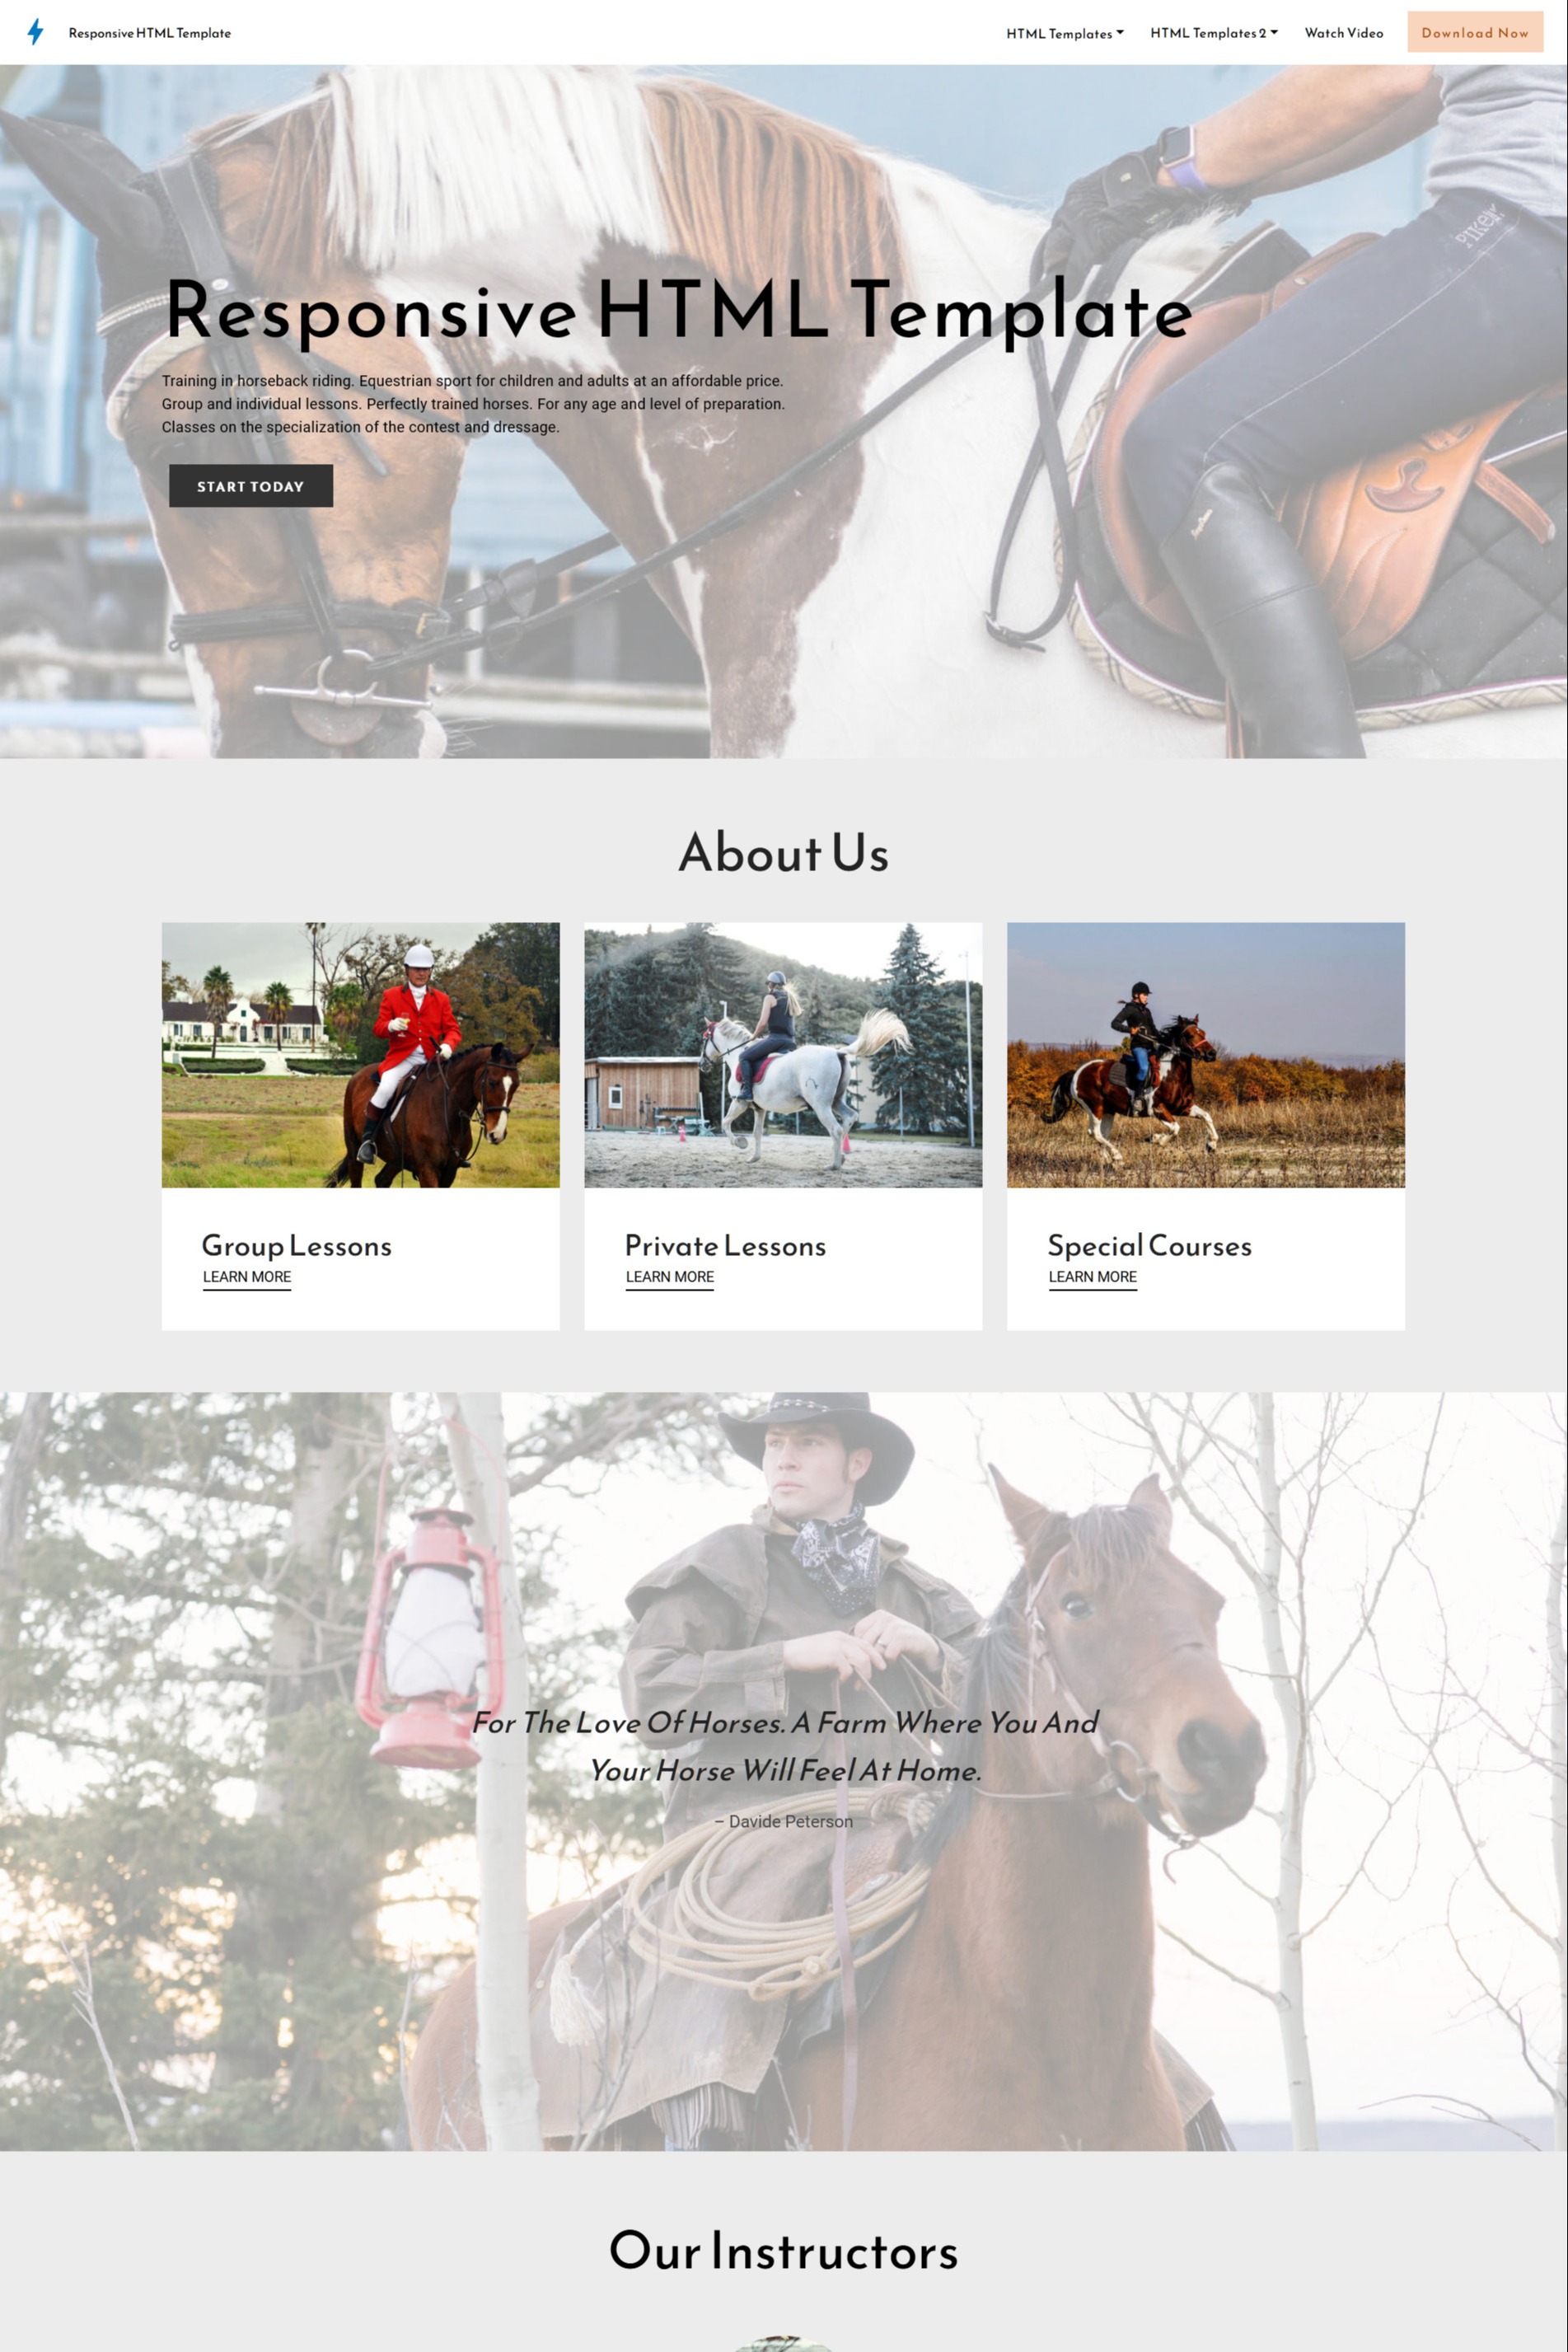 Responsive HTML Template
HTML Templates
HTML Templates 2
Watch Video
Download Now
PIKEUR
Responsive HTML Template
Training in horseback riding. Equestrian sport for children and adults at an affordable price.
Group and individual lessons. Perfectly trained horses. For any age and level of preparation.
Classes on the specialization of the contest and dressage.
START TODAY
About Us
Group Lessons
LEARN MORE
Private Lessons
LEARN MORE
Special Courses
LEARN MORE
For The Love Of Horses. A Farm Where You And
Your Horse Will Feel At Home.
– Davide Peterson
Our Instructors